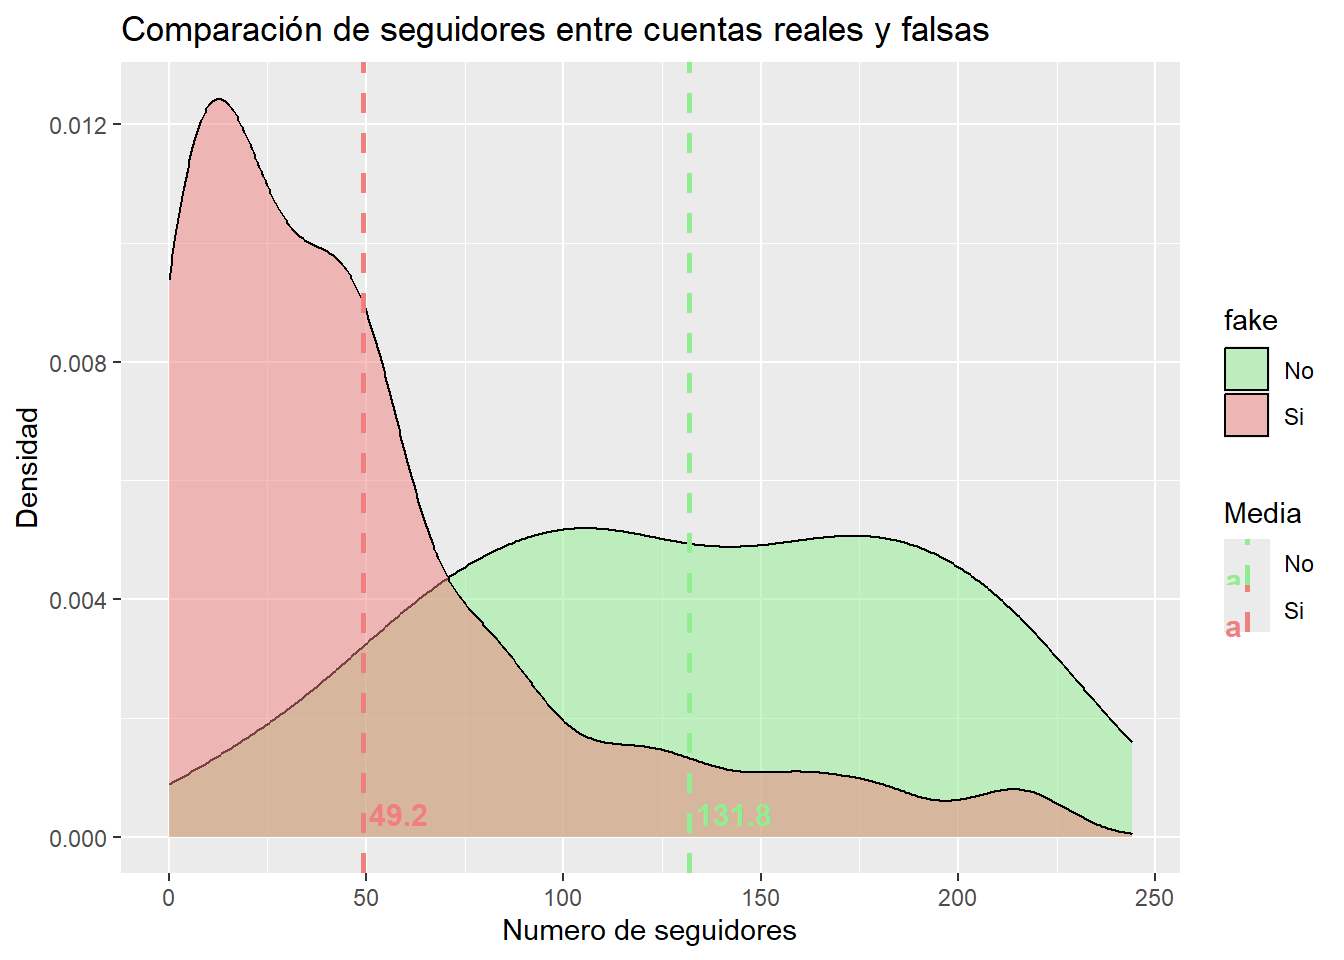 Comparación de seguidores entre cuentas reales y falsas
0.012
0.008
0.004
0.000
Densidad
49.2
131.8
0
50
100
150
200
250
Numero de seguidores
fake
No
Si
Media
a No
a Si